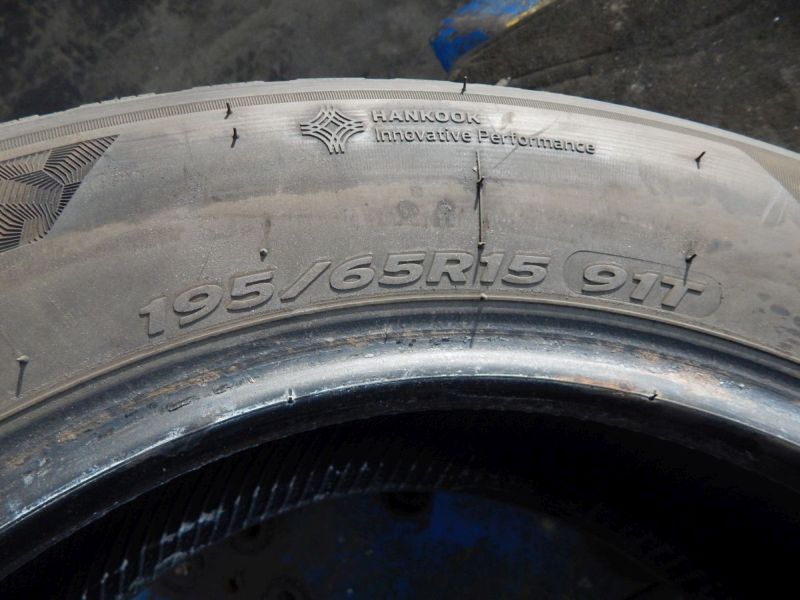 HANKOOK
Innovative Performance
195/65R15 91T